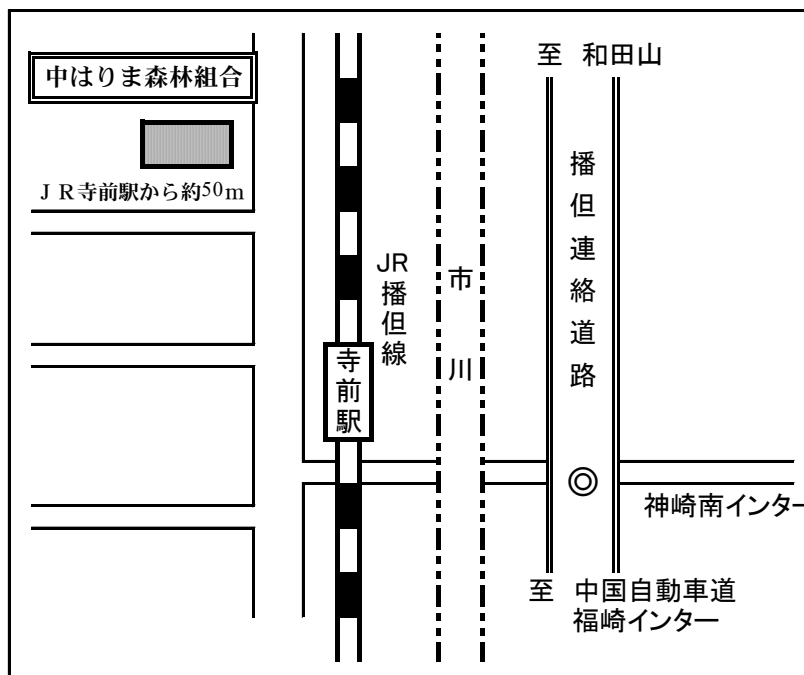 中はりま森林組合
ＪＲ寺前駅から約50m
至 和田山
播但連絡道路
JR播但線
市川
寺前駅
神崎南インター
至 中国自動車道
福崎インター